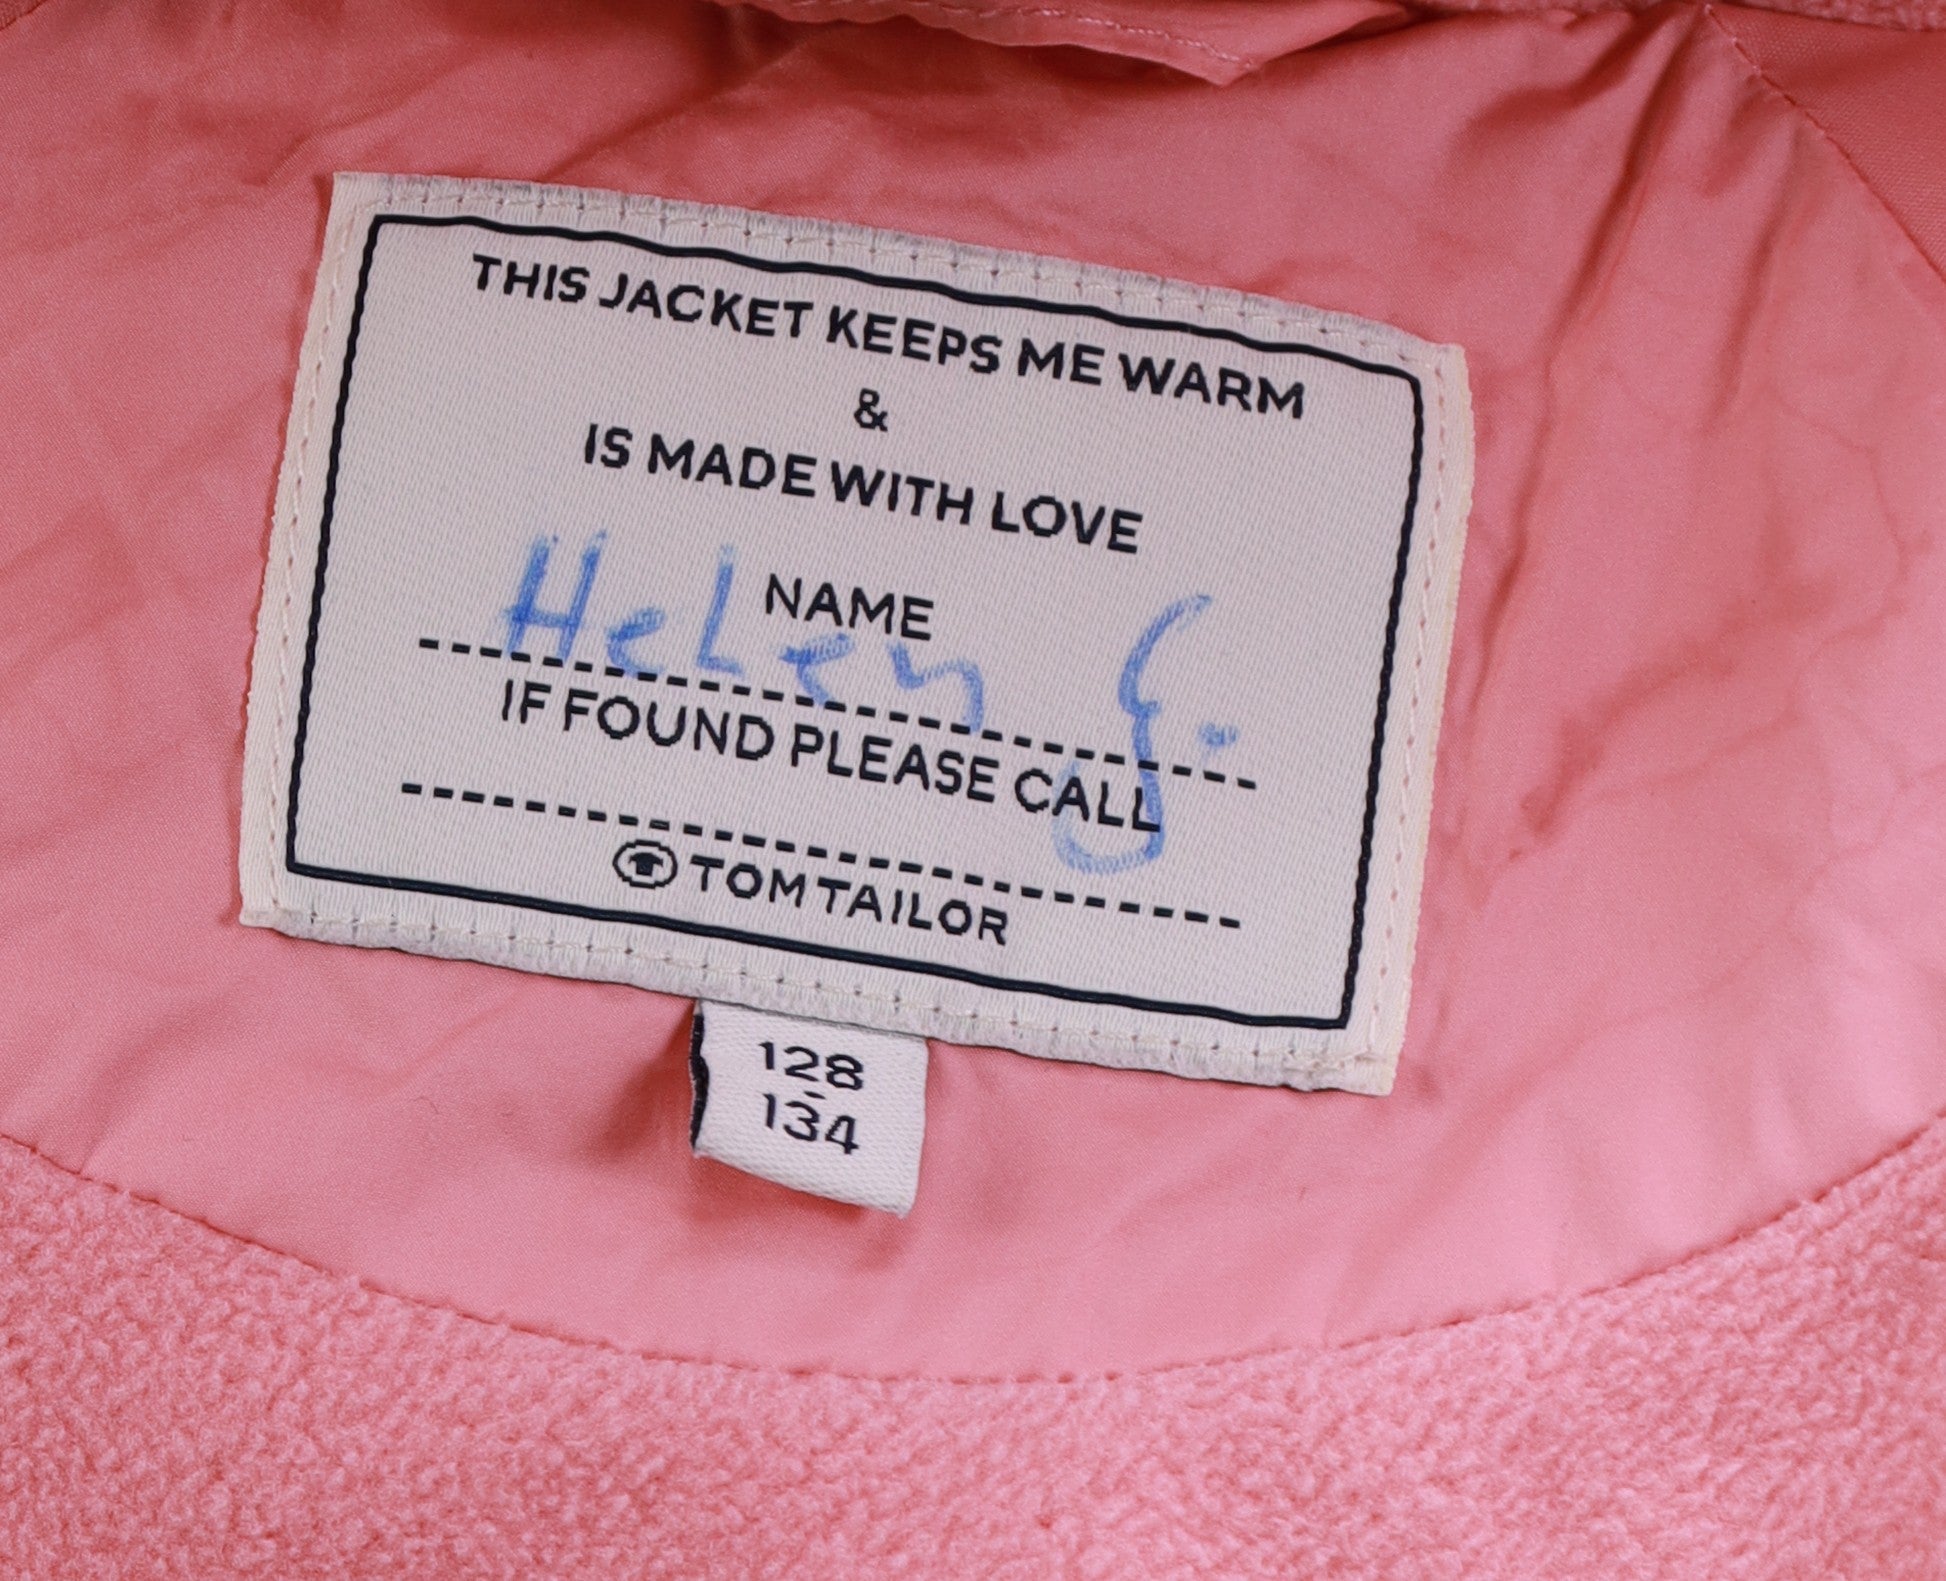 THIS JACKET KEEPS ME WARM
&
IS MADE WITH LOVE
NAME
Helen G.
IF FOUND PLEASE CALL
TOM TAILOR
128
-
134